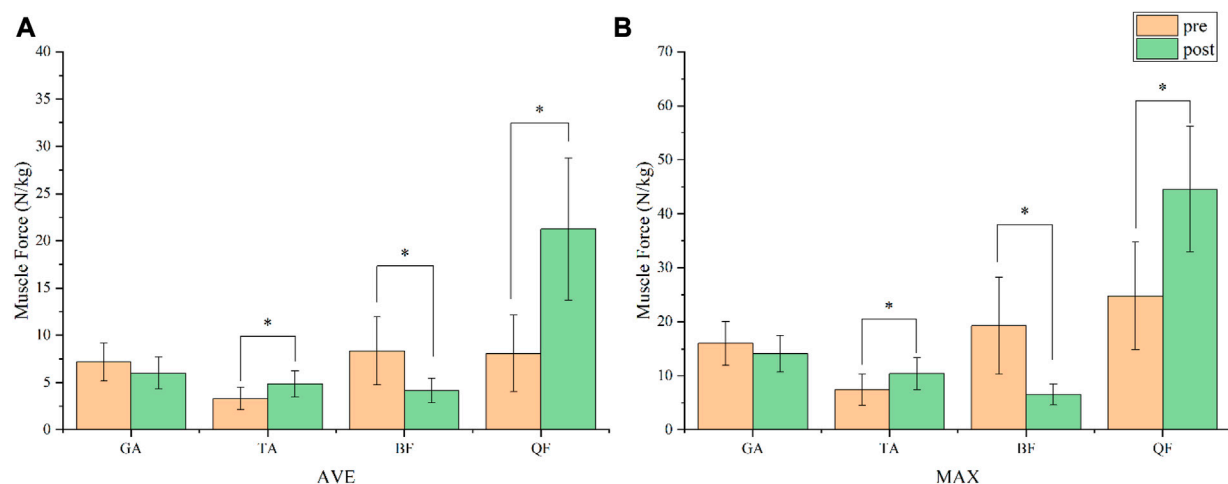 A
Muscle Force (N/kg)
40
35
30
25
20
15
10
5
0
*
*
*
GA TA BF QF
AVE
B
pre
post
Muscle Force (N/kg)
70
60
50
40
30
20
10
0
*
*
*
GA TA BF QF
MAX